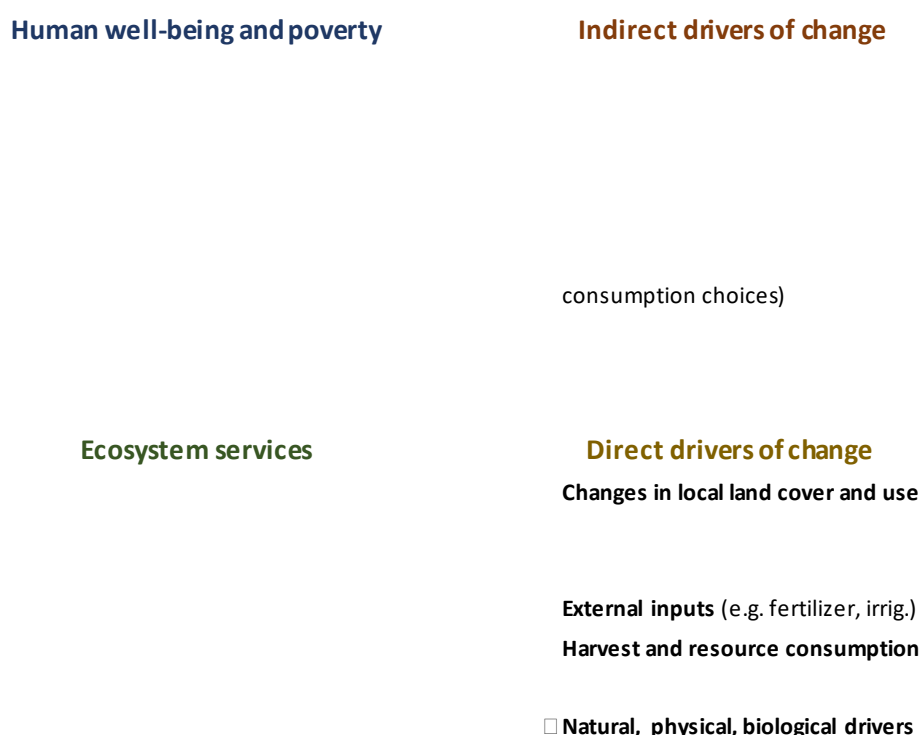 Human well-being and poverty
Indirect drivers of change
consumption choices)
Ecosystem services
Direct drivers of change
Changes in local land cover and use
External inputs (e.g. fertilizer, irrig.)
Harvest and resource consumption
Natural, physical, biological drivers